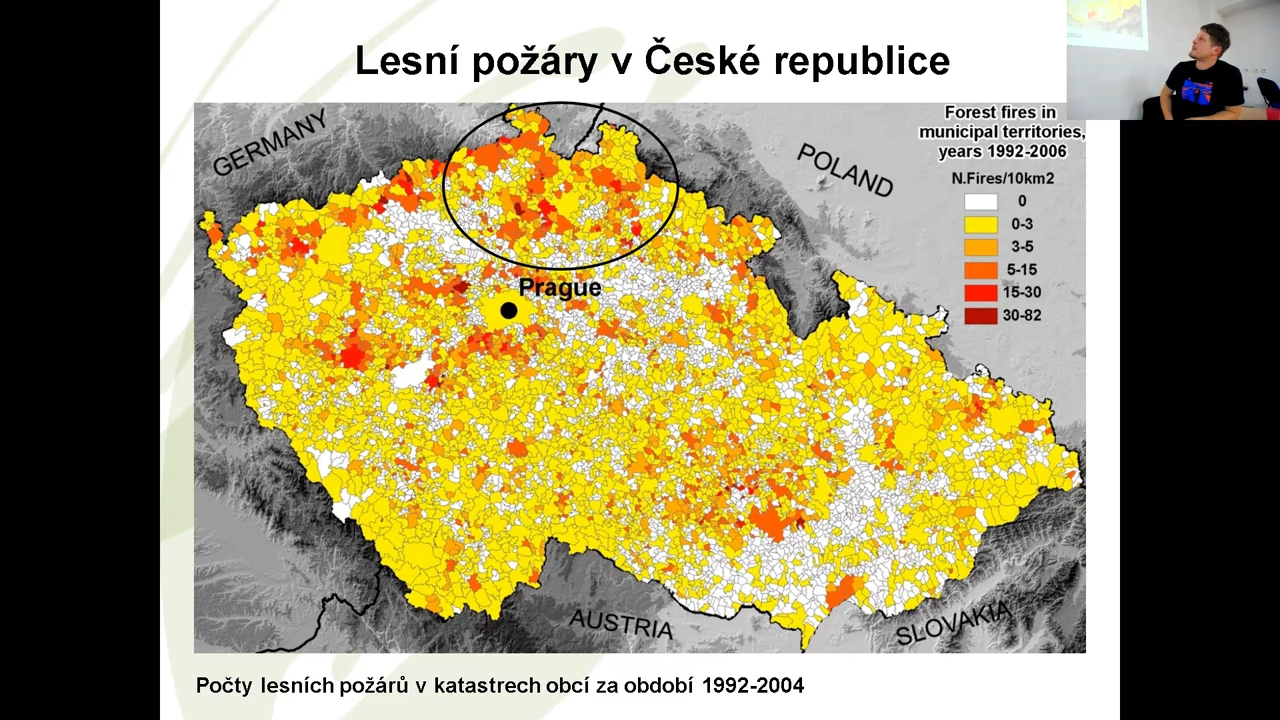 Lesní požáry v České republice
Forest fires in
municipal territories,
years 1992-2006
N.Fires/10km2
0
0-3
3-5
5-15
15-30
30-82
GERMANY
POLAND
Prague
AUSTRIA
SLOVAKIA
Počty lesních požárů v katastrech obcí za období 1992-2004